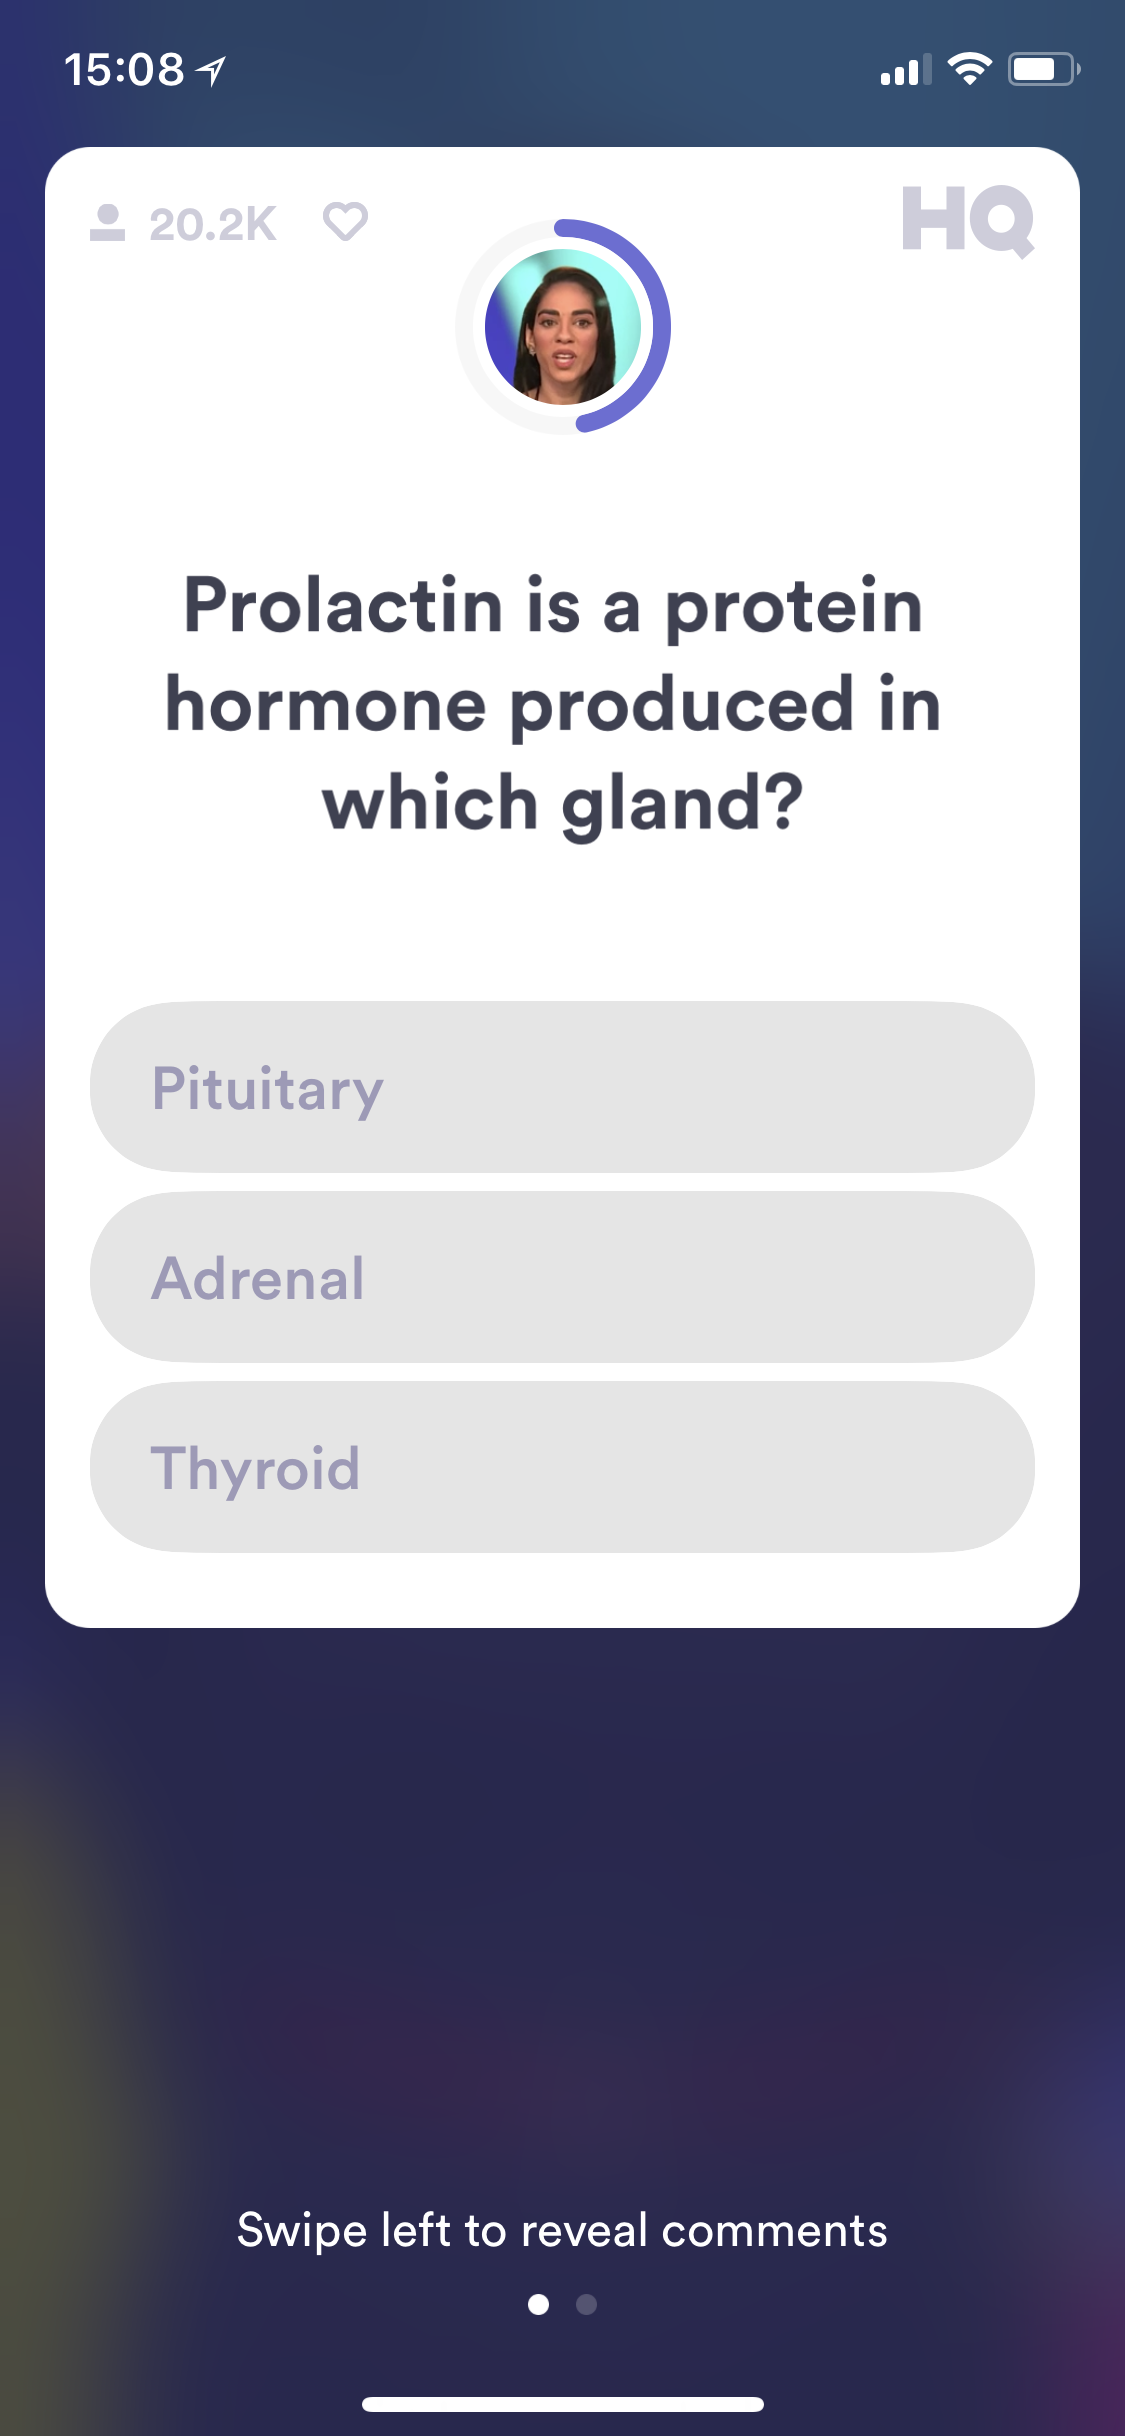 15:08
20.2K
HQ
Prolactin is a protein
hormone produced in
which gland?
Pituitary
Adrenal
Thyroid
Swipe left to reveal comments